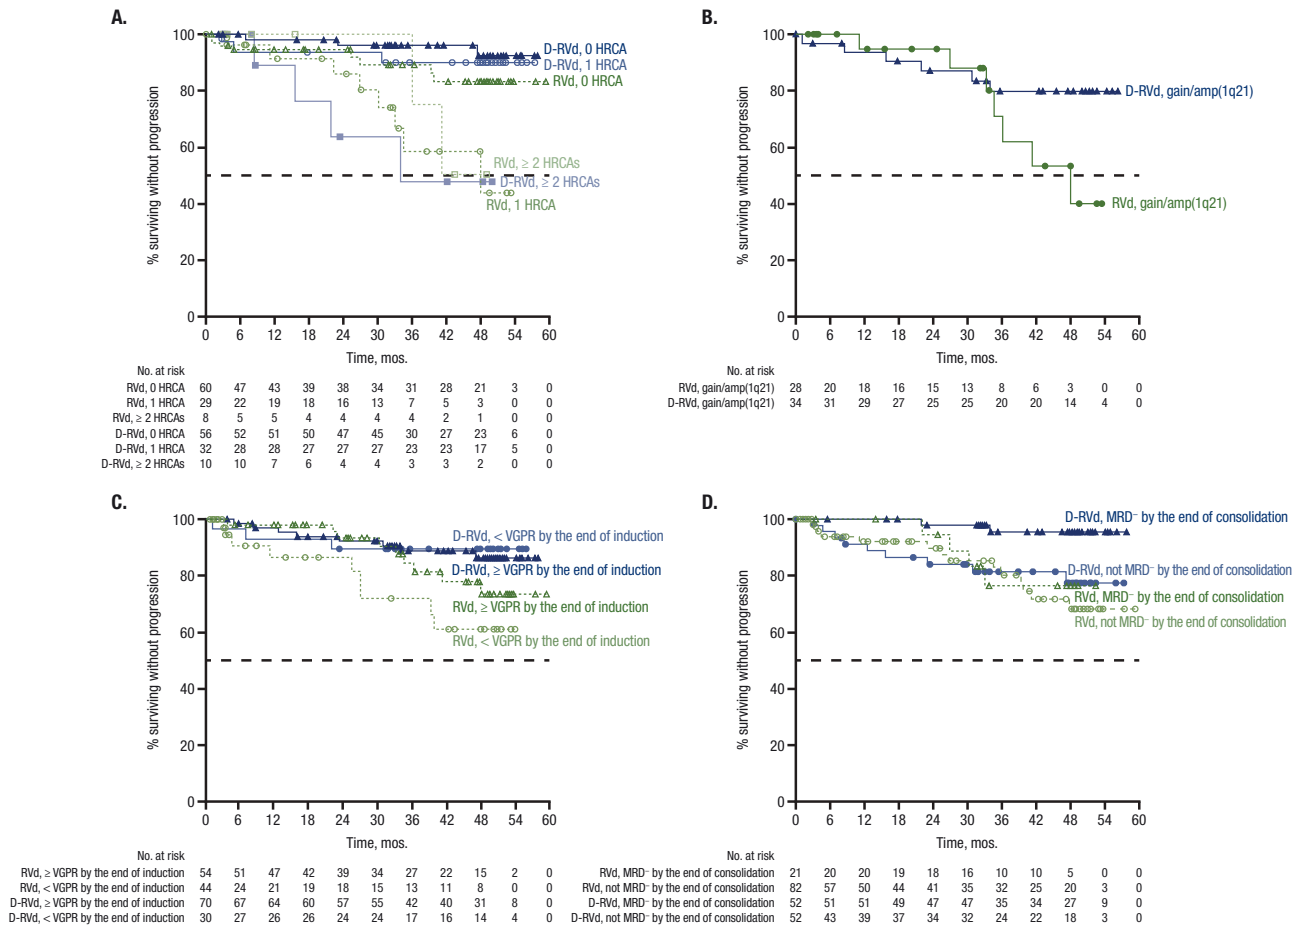 A.
% surviving without progression
100
80
60
40
20
0
D-RVd, 0 HRCA
D-RVd, 1 HRCA
RVd, 0 HRCA
RVd, ≥ 2 HRCAs
D-RVd, ≥ 2 HRCAs
RVd, 1 HRCA
0 6 12 18 24 30 36 42 48 54 60
Time, mos.
No. at risk
RVd, 0 HRCA 60 47 43 39 38 34 31 28 21 3 0
RVd, 1 HRCA 29 22 19 18 16 13 7 5 3 0 0
RVd, ≥ 2 HRCAs 8 5 5 4 4 4 4 2 1 0 0
D-RVd, 0 HRCA 56 52 51 50 47 45 30 27 23 6 0
D-RVd, 1 HRCA 32 28 28 27 27 27 23 23 17 5 0
D-RVd, ≥ 2 HRCAs 10 10 7 6 4 4 3 3 2 0 0
B.
% surviving without progression
100
80
60
40
20
0
D-RVd, gain/amp(1q21)
RVd, gain/amp(1q21)
0 6 12 18 24 30 36 42 48 54 60
Time, mos.
No. at risk
RVd, gain/amp(1q21) 28 20 18 16 15 13 8 6 3 0 0
D-RVd, gain/amp(1q21) 34 31 29 27 25 25 20 20 14 4 0
C.
% surviving without progression
100
80
60
40
20
0
D-RVd, < VGPR by the end of induction
D-RVd, ≥ VGPR by the end of induction
RVd, ≥ VGPR by the end of induction
RVd, < VGPR by the end of induction
0 6 12 18 24 30 36 42 48 54 60
Time, mos.
No. at risk
RVd, ≥ VGPR by the end of induction 54 51 47 42 39 34 27 22 15 2 0
RVd, < VGPR by the end of induction 44 24 21 19 18 15 13 11 8 0 0
D-RVd, ≥ VGPR by the end of induction 70 67 64 60 57 55 42 40 31 8 0
D-RVd, < VGPR by the end of induction 30 27 26 26 24 24 17 16 14 4 0
D.
% surviving without progression
100
80
60
40
20
0
D-RVd, MRD⁻ by the end of consolidation
D-RVd, not MRD⁻ by the end of consolidation
RVd, MRD⁻ by the end of consolidation
RVd, not MRD⁻ by the end of consolidation
0 6 12 18 24 30 36 42 48 54 60
Time, mos.
No. at risk
RVd, MRD⁻ by the end of consolidation 21 20 20 19 18 16 10 10 5 0 0
RVd, not MRD⁻ by the end of consolidation 82 57 50 44 41 35 32 25 20 3 0
D-RVd, MRD⁻ by the end of consolidation 52 51 51 49 47 47 35 34 27 9 0
D-RVd, not MRD⁻ by the end of consolidation 52 43 39 37 34 32 24 22 18 3 0